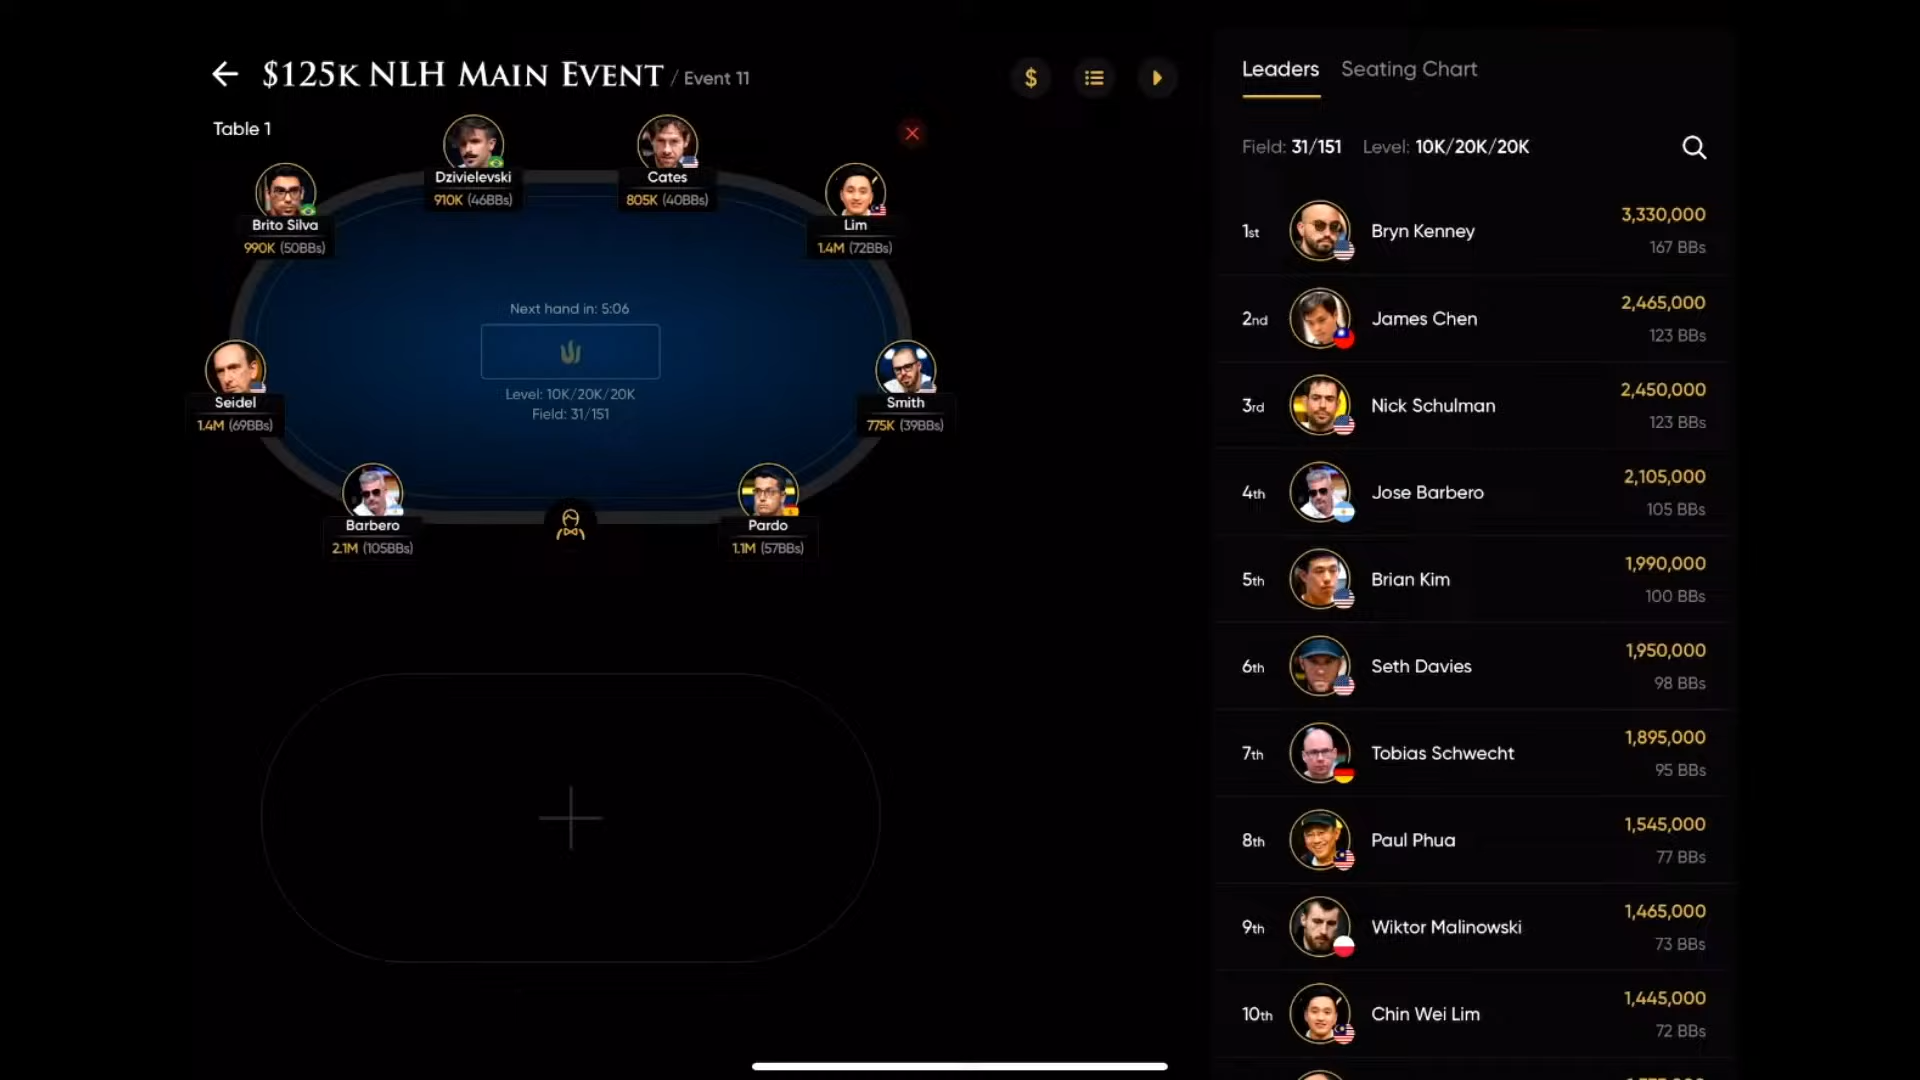 $125K NLH MAIN EVENT / Event 11
Table 1
Dzivielevski
910K (46BBs)
Cates
805K (40BBs)
Brito Silva
990K (50BBs)
Lim
1.4M (72BBs)
Next hand in: 5:06
Level: 10K/20K/20K
Field: 31/151
Seidel
1.4M (69BBs)
Smith
775K (39BBs)
Barbero
2.1M (105BBs)
Pardo
1.1M (57BBs)
Leaders Seating Chart
Field: 31/151 Level: 10K/20K/20K
1st Bryn Kenney 3,330,000
167 BBs
2nd James Chen 2,465,000
123 BBs
3rd Nick Schulman 2,450,000
123 BBs
4th Jose Barbero 2,105,000
105 BBs
5th Brian Kim 1,990,000
100 BBs
6th Seth Davies 1,950,000
98 BBs
7th Tobias Schwecht 1,895,000
95 BBs
8th Paul Phua 1,545,000
77 BBs
9th Wiktor Malinowski 1,465,000
73 BBs
10th Chin Wei Lim 1,445,000
72 BBs